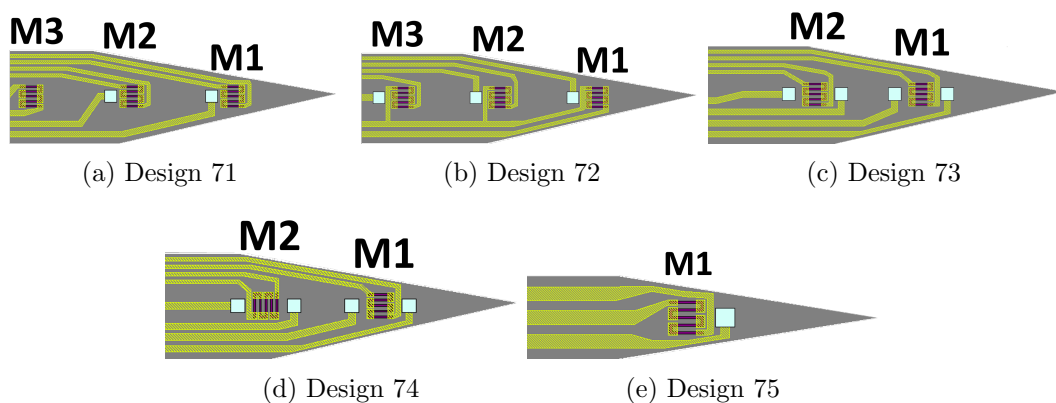 M3 M2 M1
(a) Design 71
M3 M2 M1
(b) Design 72
M2 M1
(c) Design 73
M2 M1
(d) Design 74
M1
(e) Design 75